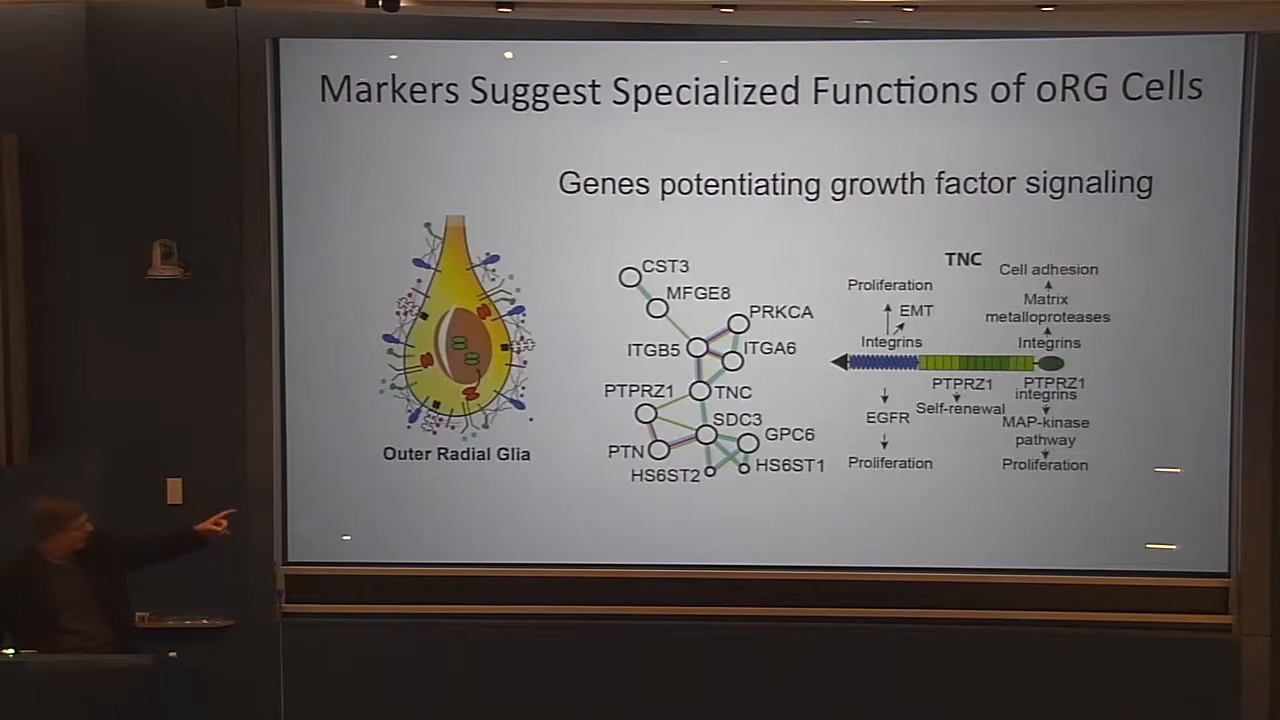 Markers Suggest Specialized Functions of oRG Cells
Genes potentiating growth factor signaling
Outer Radial Glia
CST3
MFGE8
PRKCA
ITGB5
ITGA6
PTPRZ1
TNC
SDC3
GPC6
PTN
HS6ST2
HS6ST1
TNC
Proliferation
EMT
Integrins
EGFR
Proliferation
PTPRZ1
Self-renewal
Cell adhesion
Matrix
metalloproteases
Integrins
PTPRZ1
integrins
MAP-kinase
pathway
Proliferation